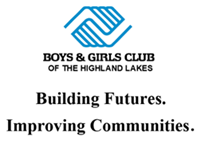 BOYS & GIRLS CLUB
OF THE HIGHLAND LAKES
Building Futures.
Improving Communities.